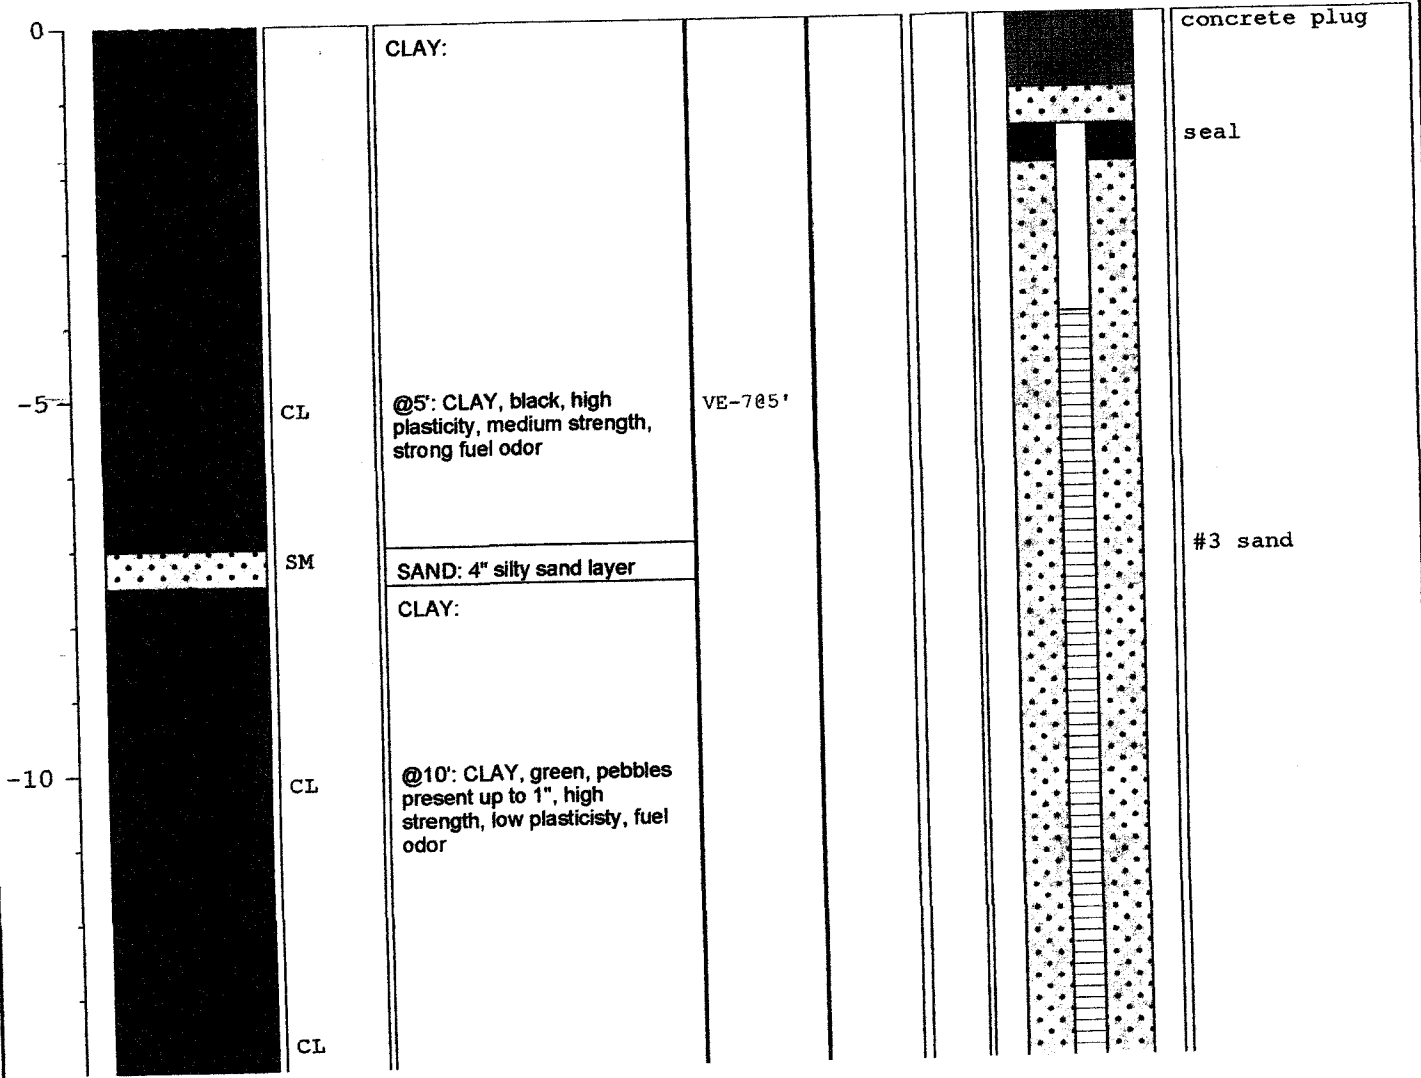 0
CLAY:
concrete plug
seal
-5
CL
@5': CLAY, black, high
plasticity, medium strength,
strong fuel odor
VE-7@5'
#3 sand
SM
SAND: 4" silty sand layer
CLAY:
-10
CL
@10': CLAY, green, pebbles
present up to 1", high
strength, low plasticisty, fuel
odor
CL